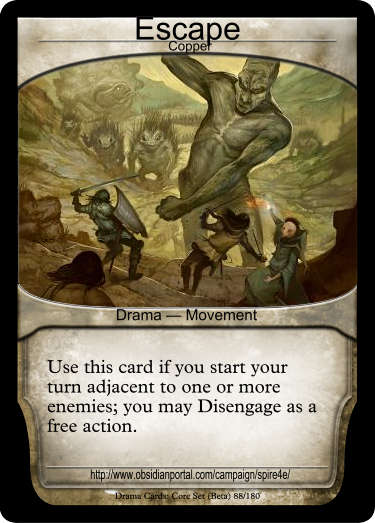 Escape
Copper
Drama — Movement
Use this card if you start your
turn adjacent to one or more
enemies; you may Disengage as a
free action.
http://www.obsidianportal.com/campaign/spire4e/
Drama Cards: Core Set (Beta) 88/180